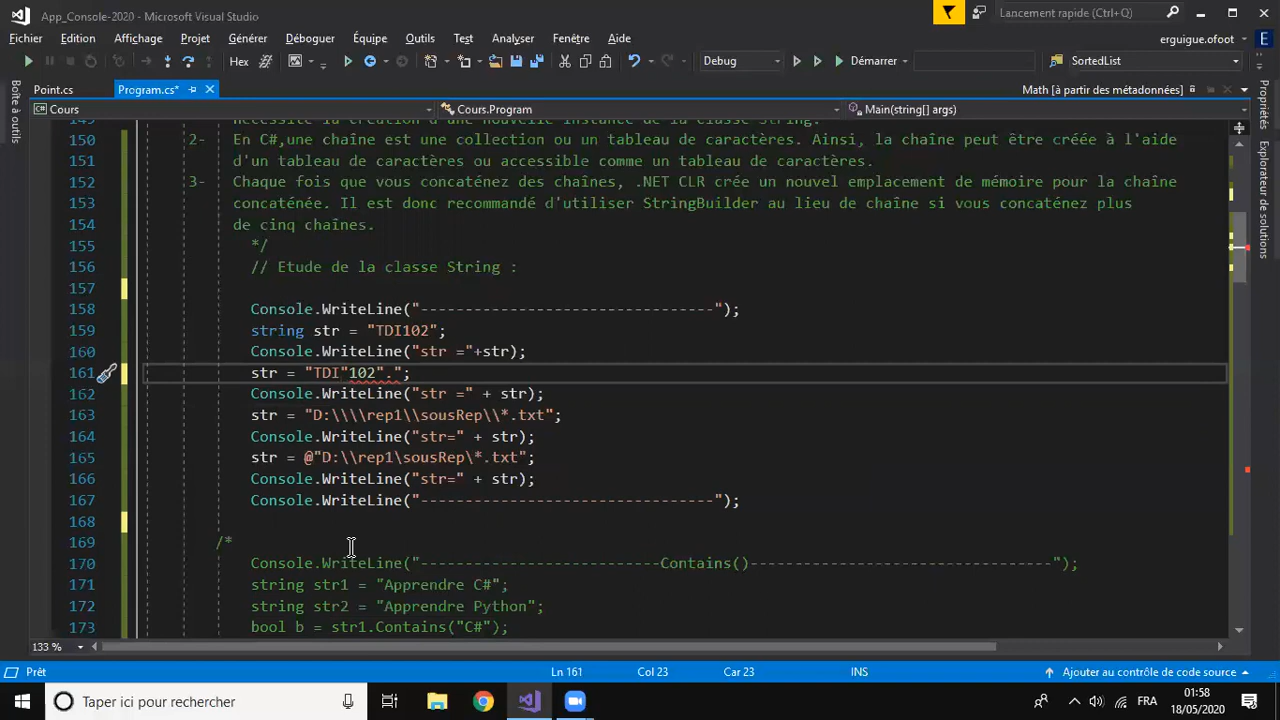 App_Console-2020 - Microsoft Visual Studio
Lancement rapide (Ctrl+Q)
Fichier Edition Affichage Projet Générer Déboguer Équipe Outils Test Analyser Fenêtre Aide
erguigue.ofoot E
Hex Debug Démarrer SortedList
Point.cs Program.cs* Math [à partir des métadonnées]
Cours Cours.Program Main(string[] args)
Boîte à outils
Propriétés
Explorateur de solutions
149 nécessite la création d'une nouvelle instance de la classe String.
150 2- En C#,une chaîne est une collection ou un tableau de caractères. Ainsi, la chaîne peut être créée à l'aide
151 d'un tableau de caractères ou accessible comme un tableau de caractères.
152 3- Chaque fois que vous concaténez des chaînes, .NET CLR crée un nouvel emplacement de mémoire pour la chaîne
153 concaténée. Il est donc recommandé d'utiliser StringBuilder au lieu de chaîne si vous concaténez plus
154 de cinq chaînes.
155 */
156 // Etude de la classe String :
157
158 Console.WriteLine("---------------------------------");
159 string str = "TDI102";
160 Console.WriteLine("str ="+str);
161 str = "TDI"102".";
162 Console.WriteLine("str =" + str);
163 str = "D:\\\\rep1\\sousRep\\*.txt";
164 Console.WriteLine("str=" + str);
165 str = @"D:\\rep1\sousRep\*.txt";
166 Console.WriteLine("str=" + str);
167 Console.WriteLine("---------------------------------");
168
169 /*
170 Console.WriteLine("---------------------------Contains()----------------------------------");
171 string str1 = "Apprendre C#";
172 string str2 = "Apprendre Python";
173 bool b = str1.Contains("C#");
133 %
Prêt Ln 161 Col 23 Car 23 INS Ajouter au contrôle de code source
Taper ici pour rechercher
FRA 01:58
18/05/2020